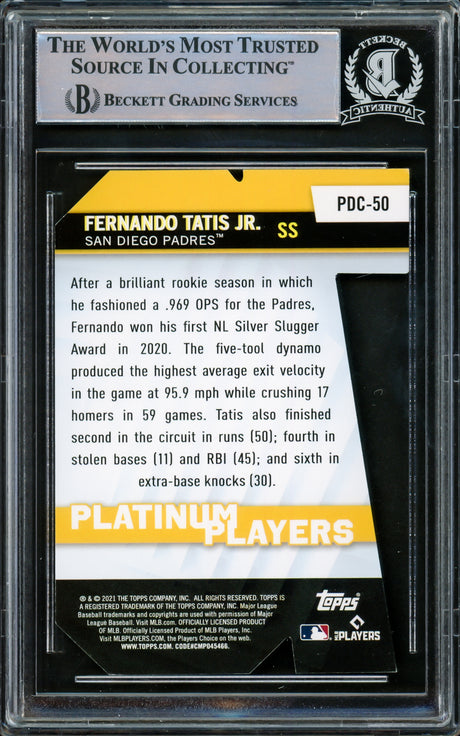 THE WORLD'S MOST TRUSTED
SOURCE IN COLLECTING™
B BECKETT GRADING SERVICES
BECKETT
AUTHENTIC
PDC-50
FERNANDO TATIS JR. SS
SAN DIEGO PADRES™
After a brilliant rookie season in which
he fashioned a .969 OPS for the Padres,
Fernando won his first NL Silver Slugger
Award in 2020. The five-tool dynamo
produced the highest average exit velocity
in the game at 95.9 mph while crushing 17
homers in 59 games. Tatis also finished
second in the circuit in runs (50); fourth in
stolen bases (11) and RBI (45); and sixth in
extra-base knocks (30).
PLATINUM
PLAYERS
® & © 2021 THE TOPPS COMPANY, INC. ALL RIGHTS RESERVED. TOPPS IS
A REGISTERED TRADEMARK OF THE TOPPS COMPANY, INC. Major League
Baseball trademarks and copyrights are used with permission of Major
League Baseball. Visit MLB.com. OFFICIALLY LICENSED PRODUCT
OF MLB. Officially Licensed Product of MLB Players, Inc.
Visit MLBPLAYERS.COM, the Players Choice on the web.
WWW.TOPPS.COM. CODE#CMP045466.
Topps
MLB PLAYERS